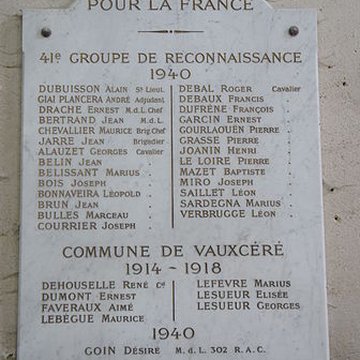 POUR LA FRANCE
41e GROUPE DE RECONNAISSANCE
1940
DUBUISSON ALAIN St Lieut.
GIAI PLANCERA ANDRÉ Adjudant
DRACHE ERNEST M.d.L. Chef
BERTRAND JEAN M.d.L.
CHEVALLIER MAURICE Brig.Chef
JARRE JEAN Brigadier
ALAUZET GEORGES Cavalier
BELIN JEAN .
BELISSANT MARIUS .
BOIS JOSEPH .
BONNAVEIRA LÉOPOLD .
BRUN JEAN .
BULLES MARCEAU .
COURRIER JOSEPH .
DEBAL ROGER Cavalier
DEBAUX FRANCIS .
DUFRÈNE FRANÇOIS .
GARCIN ERNEST .
GOURLAOUËN PIERRE .
GRASSE PIERRE .
JOANIN HENRI .
LE LOIRE PIERRE .
MAZET BAPTISTE .
MIRO JOSEPH .
SAILLET LÉON .
SARDEGNA MARIUS .
VERBRUGGE LÉON .
COMMUNE DE VAUXCÉRÉ
1914 - 1918
DEHOUSELLE RENÉ Cal
DUMONT ERNEST
FAVERAUX AIMÉ
LEBÈGUE MAURICE
LEFEVRE MARIUS
LESUEUR ELISÉE
LESUEUR GEORGES
1940
GOIN DÉSIRÉ M.d.L. 302 R.A.C.